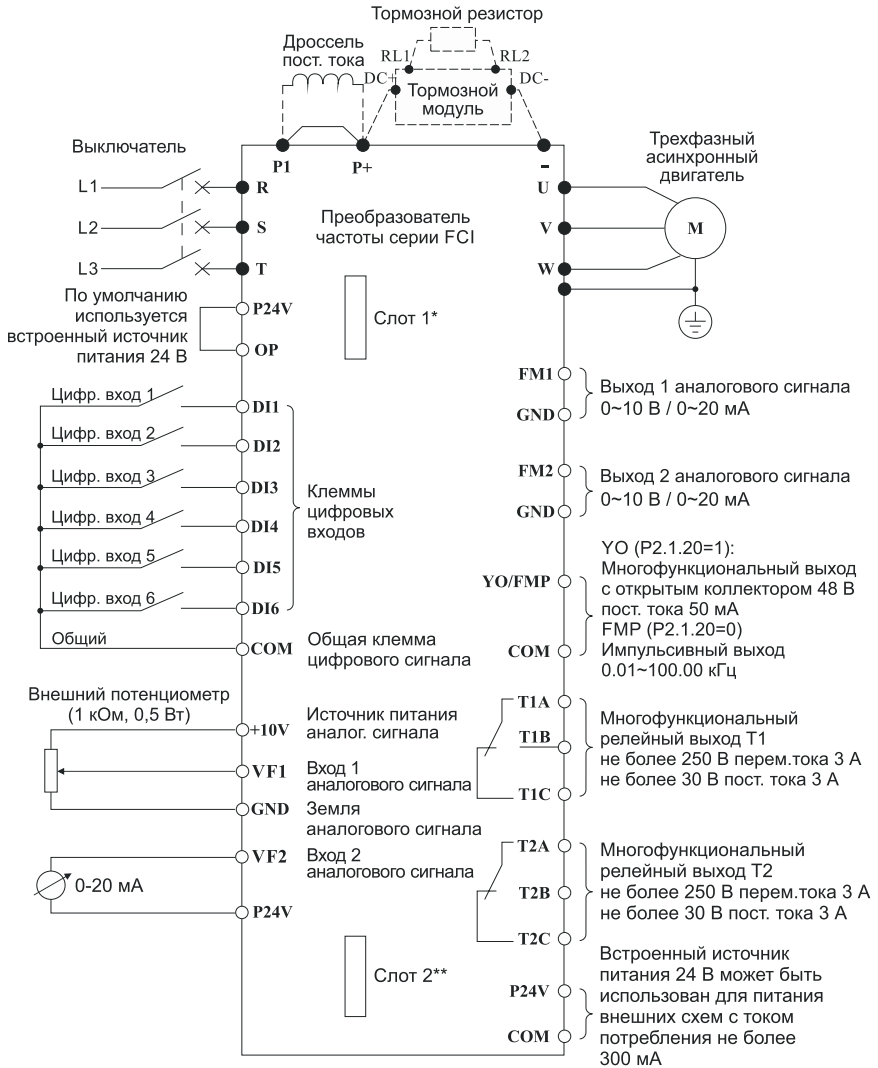 Тормозной резистор
Дроссель
пост. тока
RL1
RL2
DC+
DC-
Тормозной
модуль
Выключатель
P1
P+
-
Трехфазный
асинхронный
двигатель
L1
R
U
L2
S
Преобразователь
частоты серии FCI
V
M
L3
T
W
По умолчанию
используется
встроенный источник
питания 24 В
P24V
OP
Слот 1*
FM1
GND
Выход 1 аналогового сигнала
0~10 В / 0~20 мА
Цифр. вход 1
DI1
Цифр. вход 2
DI2
Цифр. вход 3
DI3
Цифр. вход 4
DI4
Цифр. вход 5
DI5
Цифр. вход 6
DI6
Клеммы
цифровых
входов
FM2
GND
Выход 2 аналогового сигнала
0~10 В / 0~20 мА
Общий
COM
Общая клемма
цифрового сигнала
YO/FMP
COM
YO (P2.1.20=1):
Многофункциональный выход
с открытым коллектором 48 В
пост. тока 50 мА
FMP (P2.1.20=0)
Импульсивный выход
0.01~100.00 кГц
Внешний потенциометр
(1 кОм, 0,5 Вт)
+10V
Источник питания
аналог. сигнала
VF1
Вход 1
аналогового сигнала
GND
Земля
аналогового сигнала
T1A
T1B
T1C
Многофункциональный
релейный выход T1
не более 250 В перем.тока 3 А
не более 30 В пост. тока 3 А
VF2
Вход 2
аналогового сигнала
0-20 мА
P24V
T2A
T2B
T2C
Многофункциональный
релейный выход T2
не более 250 В перем.тока 3 А
не более 30 В пост. тока 3 А
Слот 2**
P24V
COM
Встроенный источник
питания 24 В может быть
использован для питания
внешних схем с током
потребления не более
300 мА